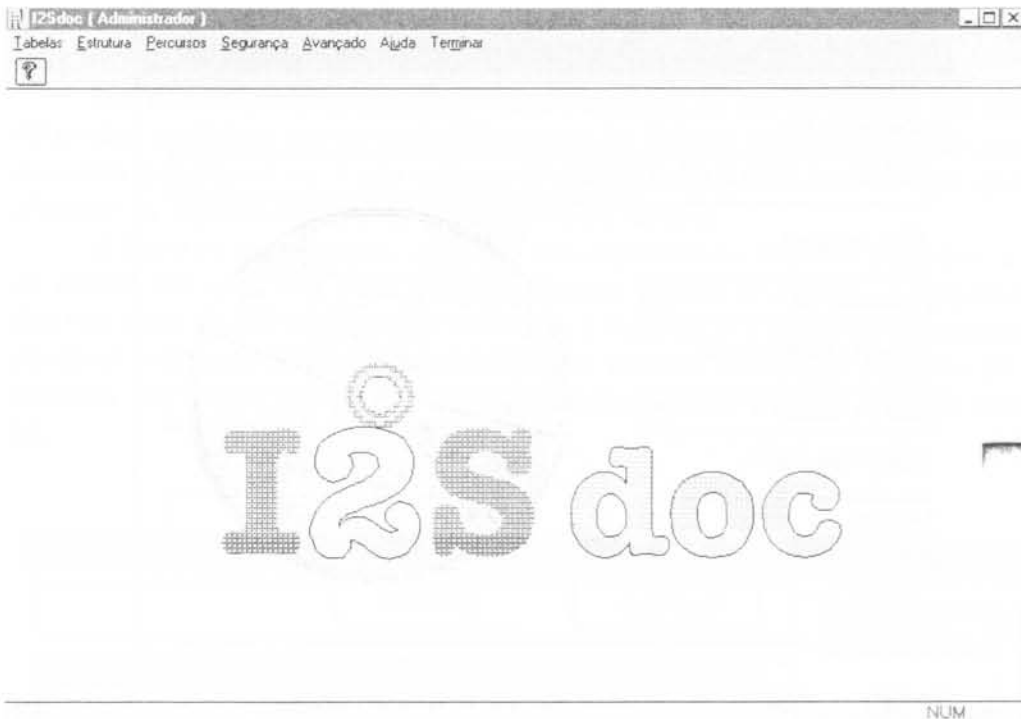 I2Sdoc ( Administrador )
Tabelas Estrutura Percursos Segurança Avançado Ajuda Terminar
?
I2S doc
NUM